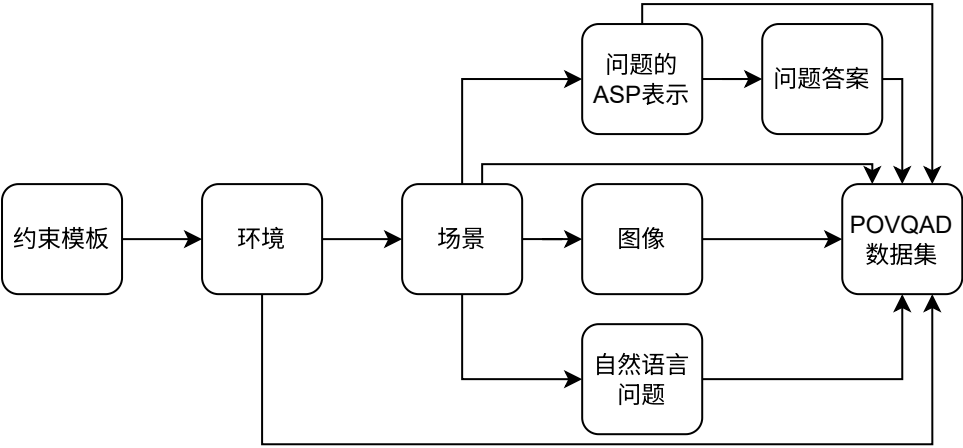 问题的
ASP表示
问题答案
约束模板
环境
场景
图像
POVQAD
数据集
自然语言
问题